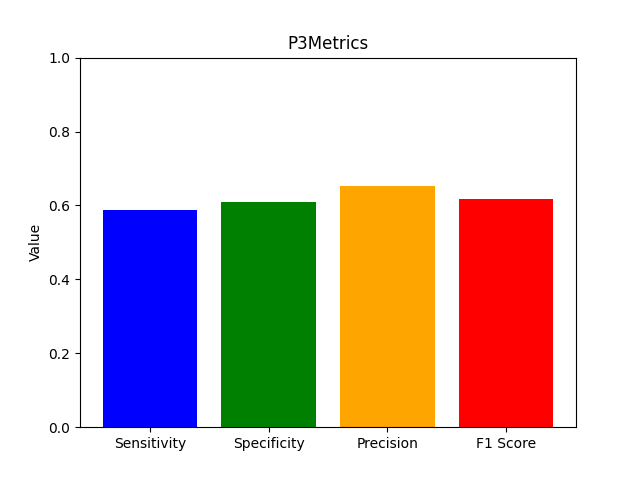 P3Metrics
1.0
0.8
0.6
0.4
0.2
0.0
Value
Sensitivity
Specificity
Precision
F1 Score